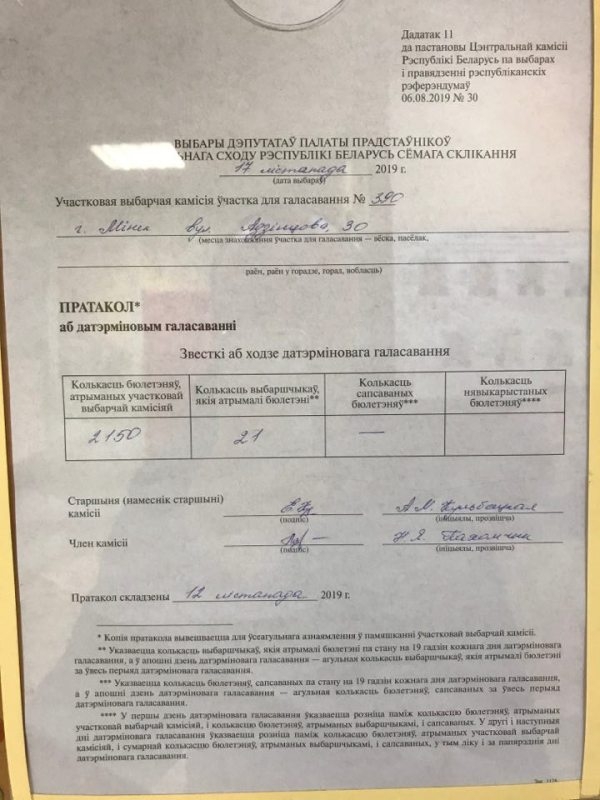 Дадатак 11
да пастановы Цэнтральнай камісіі
Рэспублікі Беларусь па выбарах
і правядзенні рэспубліканскіх
рэферэндумаў
06.08.2019 № 30
ВЫБАРЫ ДЭПУТАТАЎ ПАЛАТЫ ПРАДСТАЎНІКОЎ
ЬНАГА СХОДУ РЭСПУБЛІКІ БЕЛАРУСЬ СЁМАГА СКЛІКАННЯ
17 лістапада 2019 г.
(дата выбараў)
Участковая выбарчая камісія ўчастка для галасавання № 390
г. Мінск вул. Адзінцова, 30
(месца знаходжання ўчастка для галасавання — вёска, пасёлак,
раён, раён у горадзе, горад, вобласць)
ПРАТАКОЛ*
аб датэрміновым галасаванні
Звесткі аб ходзе датэрміновага галасавання
Колькасць бюлетэняў, атрыманых участковай выбарчай камісіяй
Колькасць выбаршчыкаў, якія атрымалі бюлетэні**
Колькасць сапсаваных бюлетэняў***
Колькасць нявыкарыстаных бюлетэняў****
2150 21 —
Старшыня (намеснік старшыні)
камісіі
(подпіс) (ініцыялы, прозвішча)
Член камісіі
(подпіс) (ініцыялы, прозвішча)
Пратакол складзены 12 лістапада 2019 г.
* Копія пратакола вывешваецца для ўсеагульнага азнаямлення ў памяшканні ўчастковай выбарчай камісіі.
** Указваецца колькасць выбаршчыкаў, якія атрымалі бюлетэні па стану на 19 гадзін кожнага дня датэрміновага
галасавання, а ў апошні дзень датэрміновага галасавання — агульная колькасць выбаршчыкаў, якія атрымалі бюлетэні
за ўвесь перыяд датэрміновага галасавання.
*** Указваецца колькасць бюлетэняў, сапсаваных па стану на 19 гадзін кожнага дня датэрміновага галасавання,
а ў апошні дзень датэрміновага галасавання — агульная колькасць бюлетэняў, сапсаваных за ўвесь перыяд
датэрміновага галасавання.
**** У першы дзень датэрміновага галасавання ўказваецца розніца паміж колькасцю бюлетэняў, атрыманых
участковай выбарчай камісіяй, і колькасцю бюлетэняў, атрыманых выбаршчыкамі, і сапсаваных. У другі і наступныя
дні датэрміновага галасавання ўказваецца розніца паміж колькасцю бюлетэняў, атрыманых участковай выбарчай
камісіяй, і сумарнай колькасцю бюлетэняў, атрыманых выбаршчыкамі, і сапсаваных, у тым ліку і за папярэднія дні
датэрміновага галасавання.